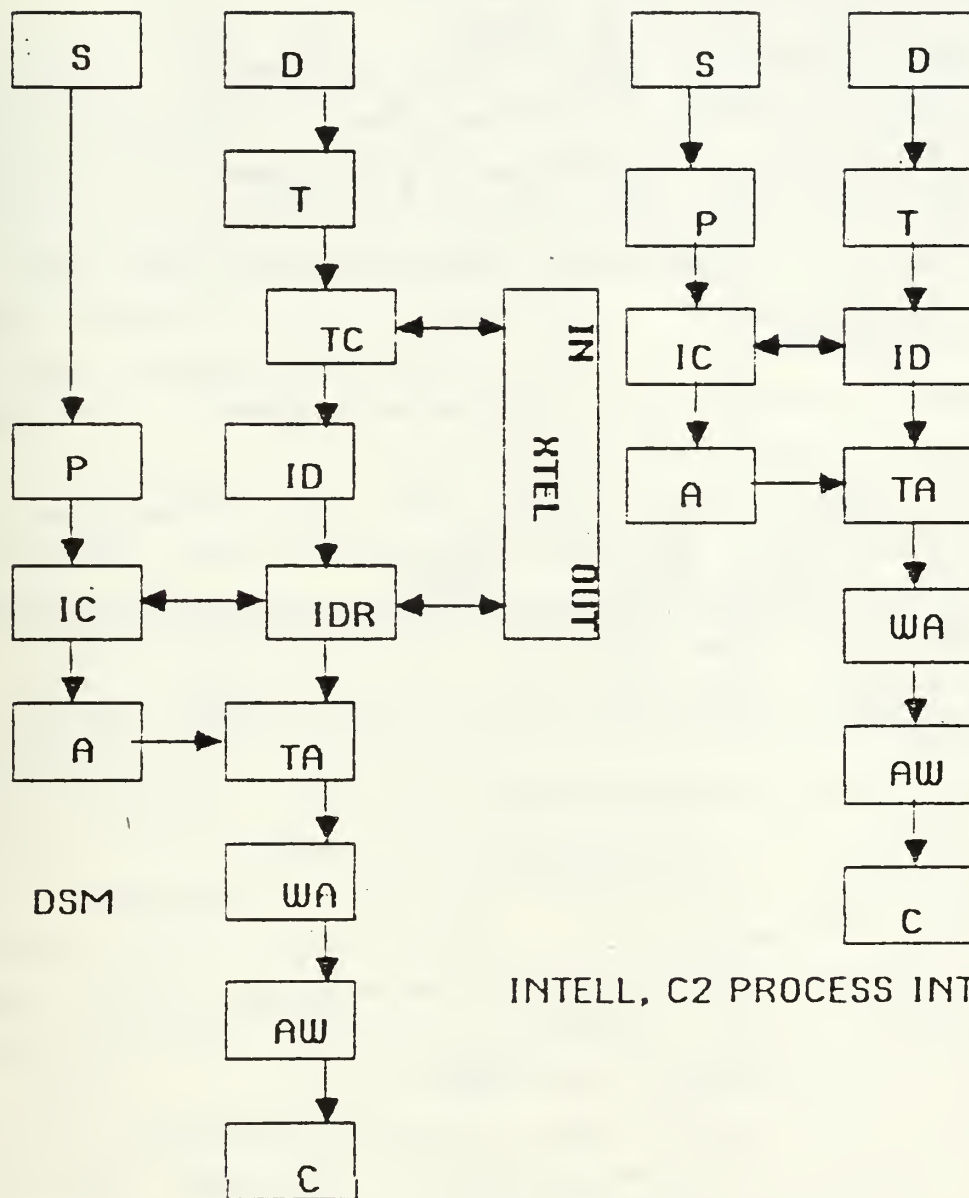 S
D
T
TC
IN
XTEL
OUT
P
ID
IC
IDR
A
TA
DSM
WA
AW
C
S
D
P
T
IC
ID
A
TA
WA
AW
C
INTELL, C2 PROCESS INT